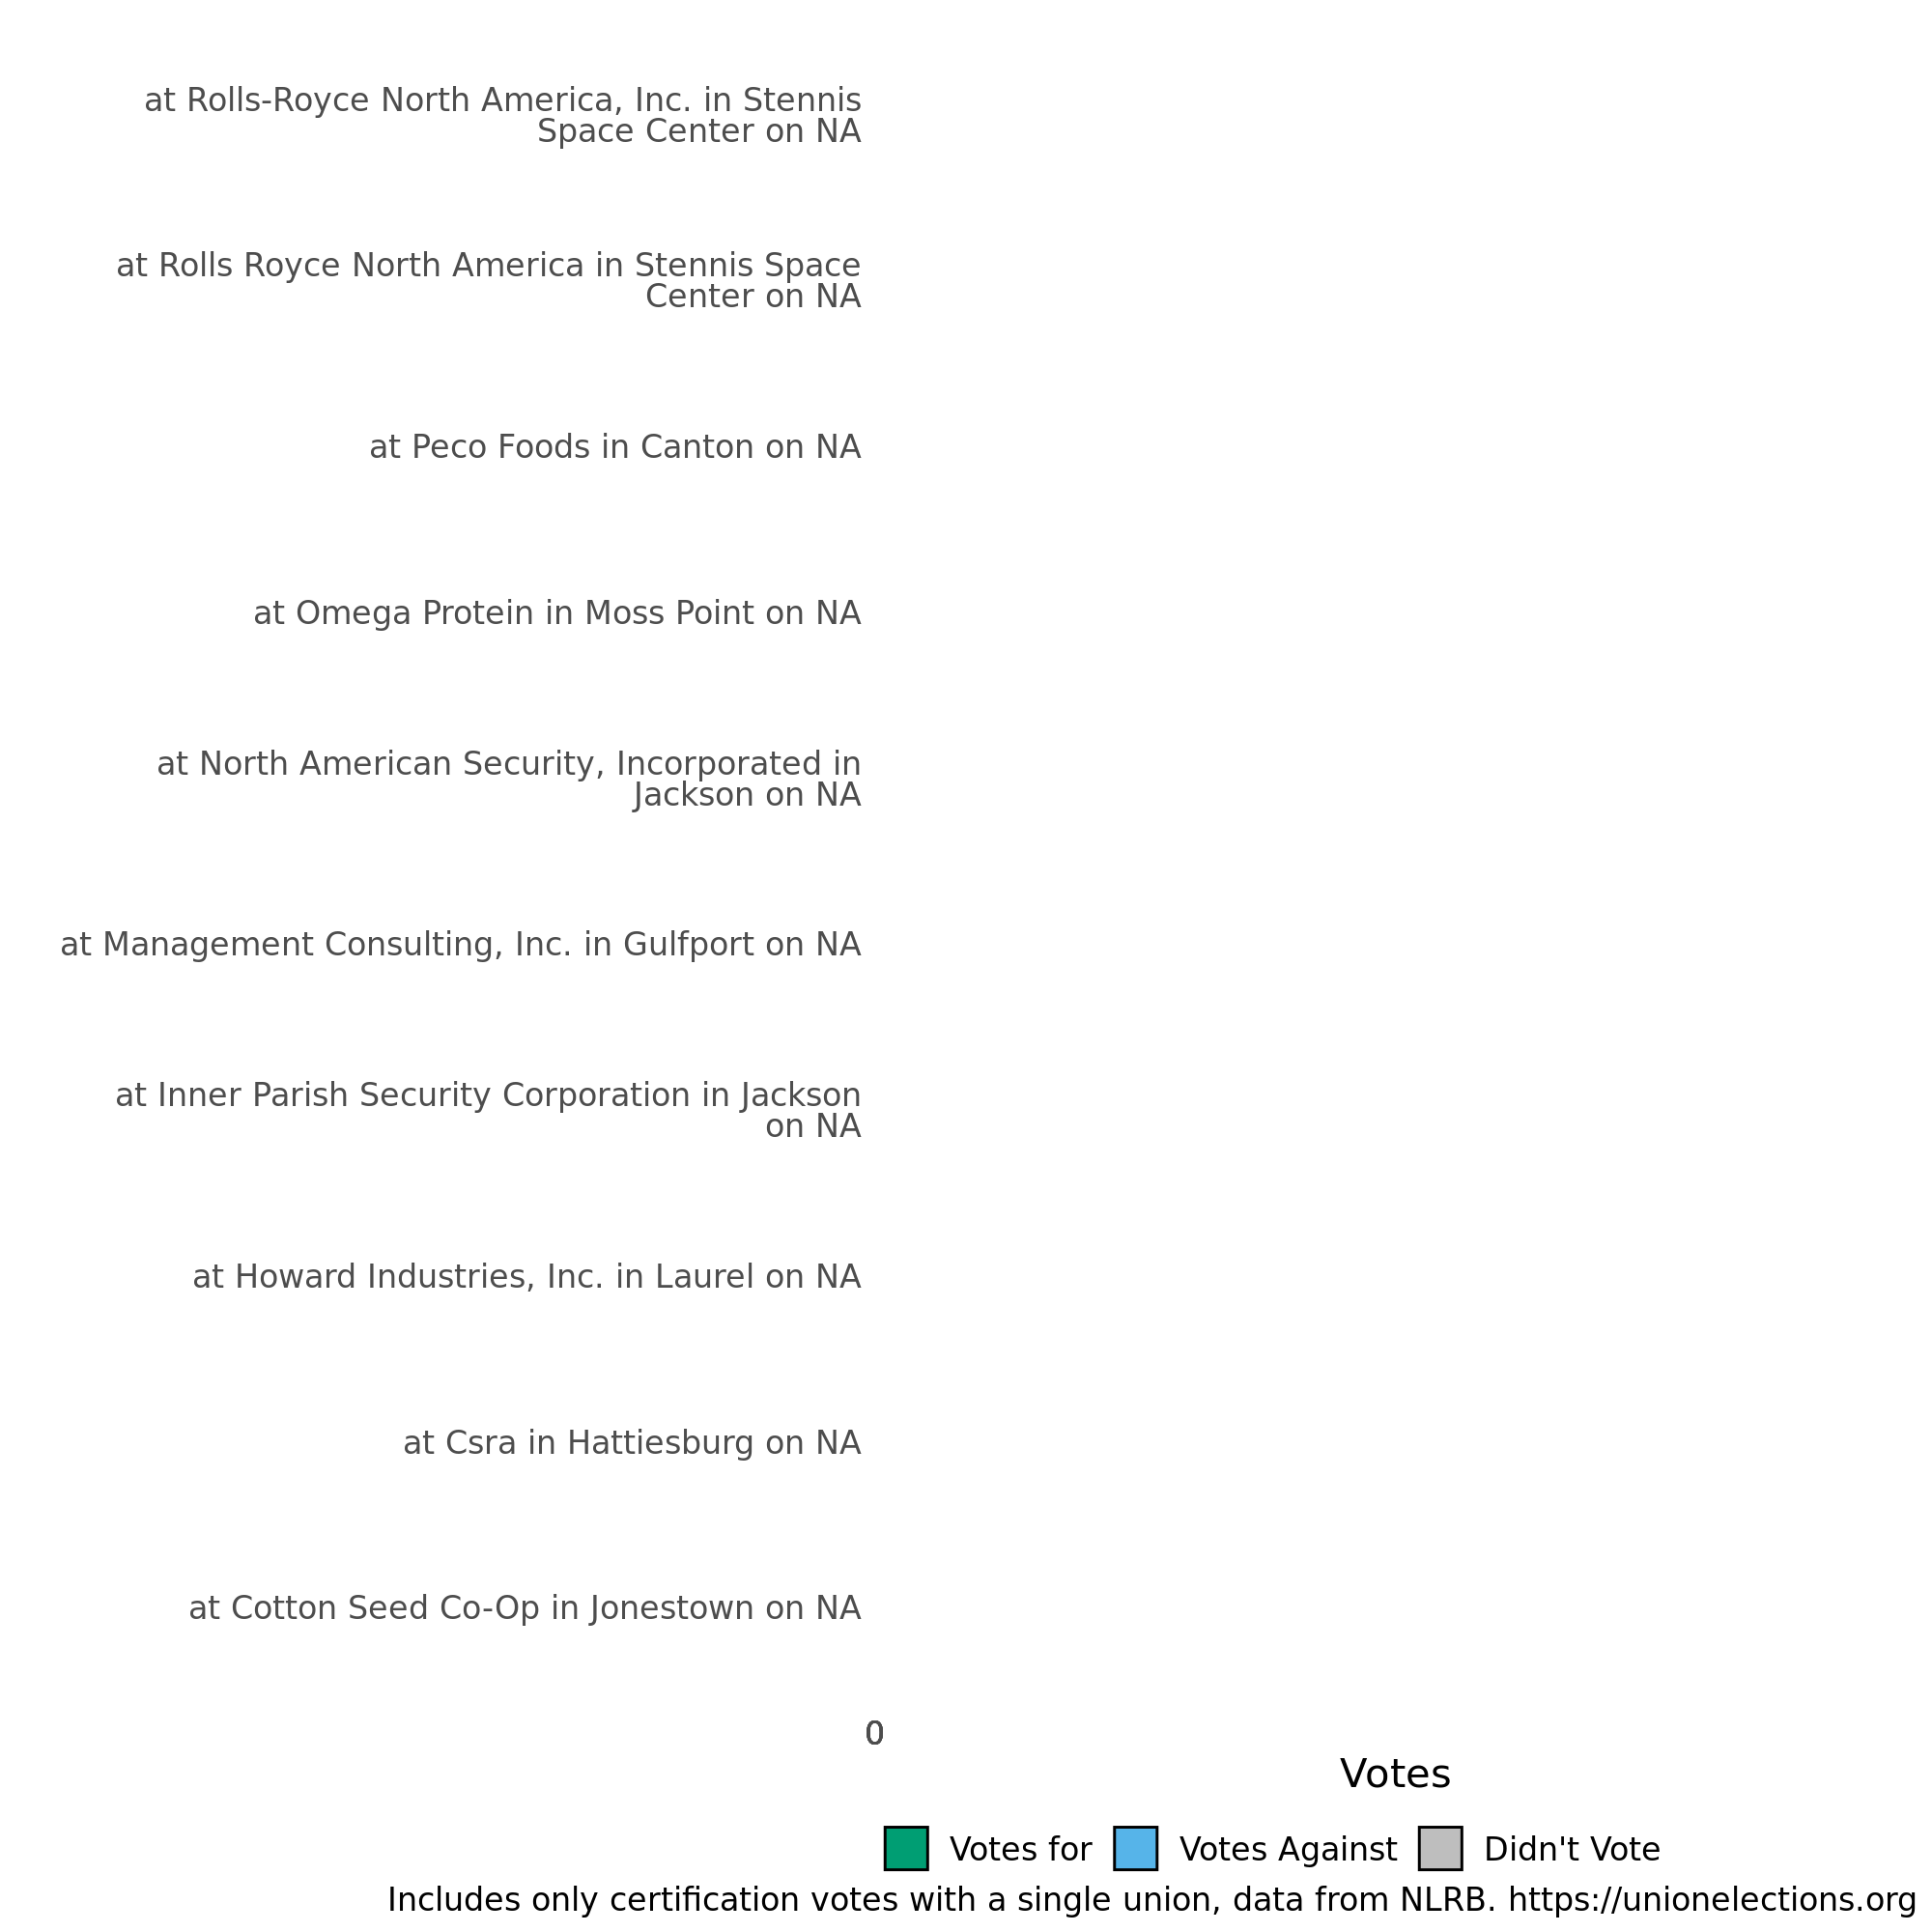 at Rolls-Royce North America, Inc. in Stennis
Space Center on NA
at Rolls Royce North America in Stennis Space
Center on NA
at Peco Foods in Canton on NA
at Omega Protein in Moss Point on NA
at North American Security, Incorporated in
Jackson on NA
at Management Consulting, Inc. in Gulfport on NA
at Inner Parish Security Corporation in Jackson
on NA
at Howard Industries, Inc. in Laurel on NA
at Csra in Hattiesburg on NA
at Cotton Seed Co-Op in Jonestown on NA
0
Votes
Votes for Votes Against Didn't Vote
Includes only certification votes with a single union, data from NLRB. https://unionelections.org